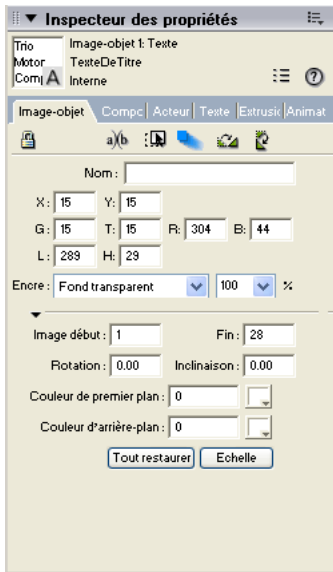 Inspecteur des propriétés
Trio
Motor
Comp
A
Image-objet 1: Texte
TexteDeTitre
Interne
Image-objet Compc Acteur Texte Extrusic Animat
a)(b
Nom :
X : 15 Y: 15
G : 15 T: 15 R: 304 B: 44
L : 289 H: 29
Encre : Fond transparent 100 %
Image début : 1 Fin : 28
Rotation : 0.00 Inclinaison : 0.00
Couleur de premier plan : 0
Couleur d'arrière-plan : 0
Tout restaurer Echelle